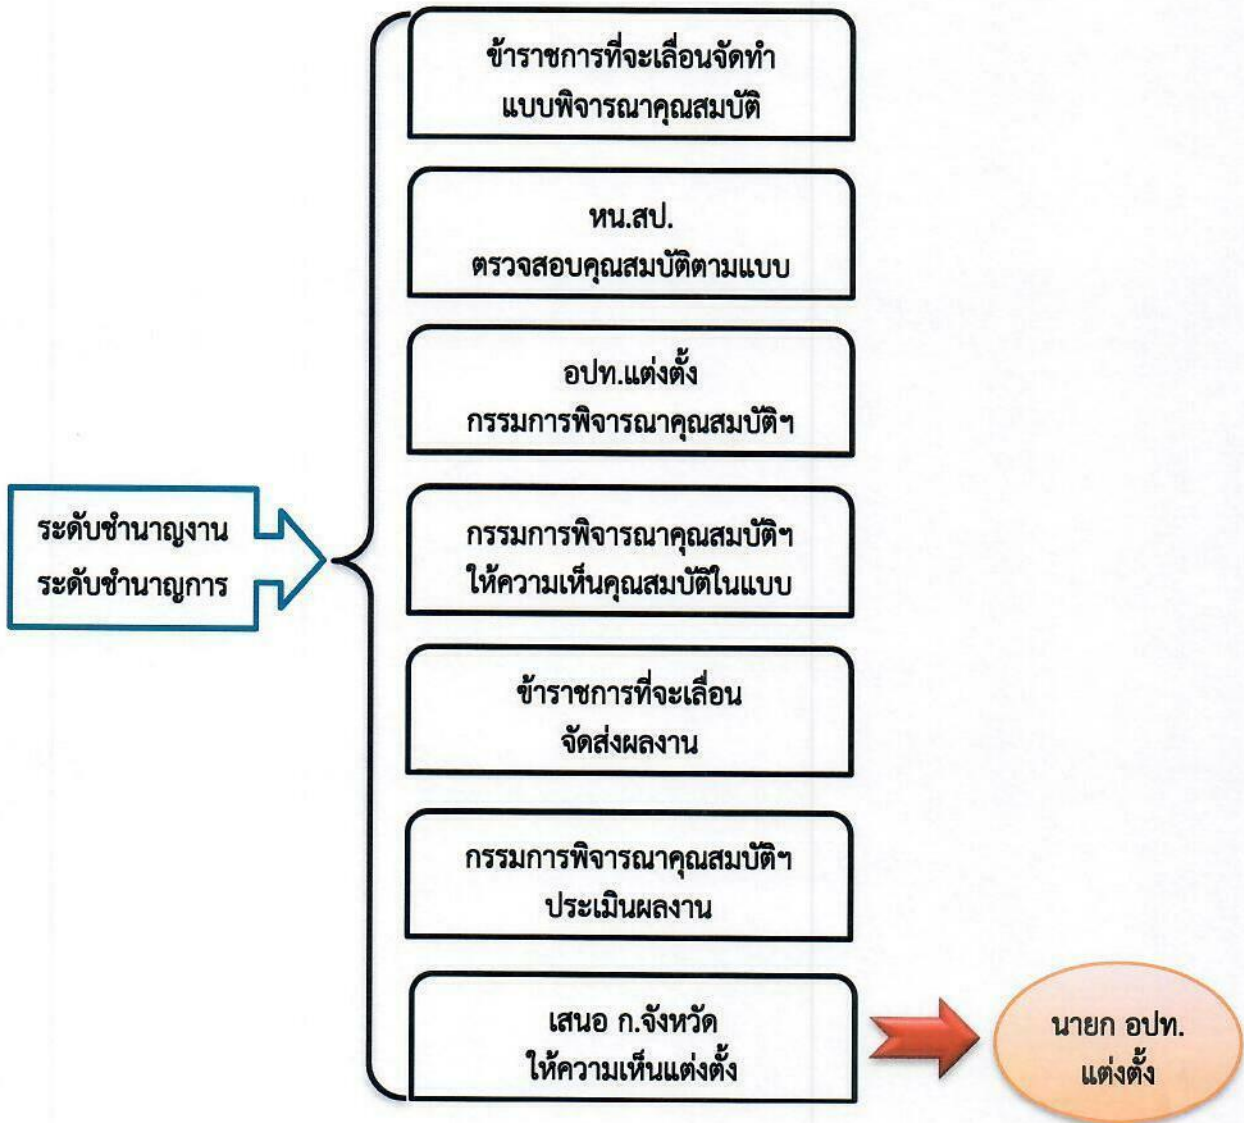 ข้าราชการที่จะเลื่อนจัดทำ
แบบพิจารณาคุณสมบัติ
หน.สป.
ตรวจสอบคุณสมบัติตามแบบ
อปท.แต่งตั้ง
กรรมการพิจารณาคุณสมบัติฯ
ระดับชำนาญงาน
ระดับชำนาญการ
กรรมการพิจารณาคุณสมบัติฯ
ให้ความเห็นคุณสมบัติในแบบ
ข้าราชการที่จะเลื่อน
จัดส่งผลงาน
กรรมการพิจารณาคุณสมบัติฯ
ประเมินผลงาน
เสนอ ก.จังหวัด
ให้ความเห็นแต่งตั้ง
นายก อปท.
แต่งตั้ง